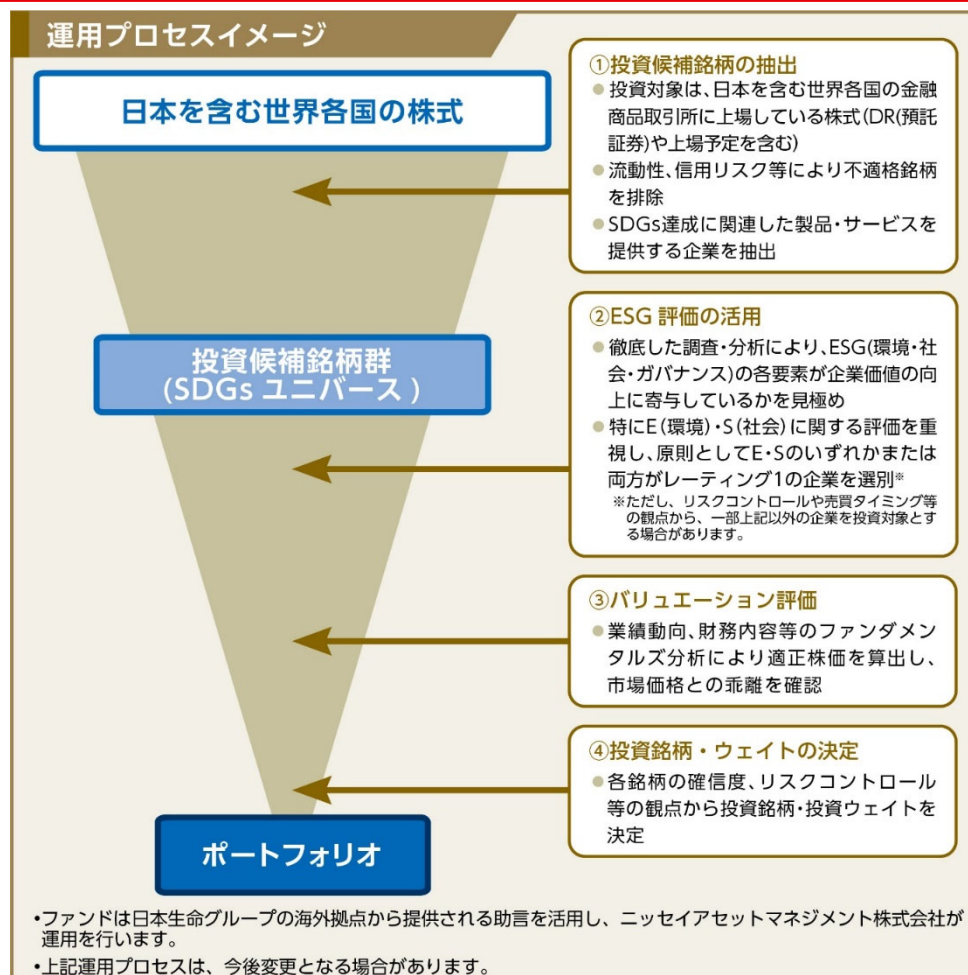 運用プロセスイメージ
日本を含む世界各国の株式
①投資候補銘柄の抽出
●投資対象は、日本を含む世界各国の金融
商品取引所に上場している株式(DR(預託
証券)や上場予定を含む)
●流動性、信用リスク等により不適格銘柄
を排除
●SDGs達成に関連した製品・サービスを
提供する企業を抽出
投資候補銘柄群
(SDGs ユニバース )
②ESG 評価の活用
●徹底した調査・分析により、ESG(環境・社
会・ガバナンス)の各要素が企業価値の向
上に寄与しているかを見極め
●特にE(環境)・S(社会)に関する評価を重
視し、原則としてE・Sのいずれかまたは
両方がレーティング1の企業を選別※
※ただし、リスクコントロールや売買タイミング等
の観点から、一部上記以外の企業を投資対象とす
る場合があります。
③バリュエーション評価
●業績動向、財務内容等のファンダメン
タルズ分析により適正株価を算出し、
市場価格との乖離を確認
④投資銘柄・ウェイトの決定
●各銘柄の確信度、リスクコントロール
等の観点から投資銘柄・投資ウェイトを
決定
ポートフォリオ
•ファンドは日本生命グループの海外拠点から提供される助言を活用し、ニッセイアセットマネジメント株式会社が
運用を行います。
•上記運用プロセスは、今後変更となる場合があります。